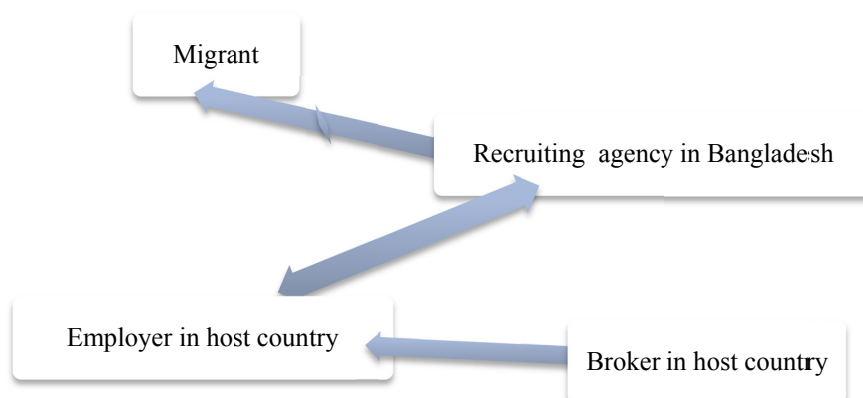 Migrant
Recruiting agency in Bangladesh
Employer in host country
Broker in host country